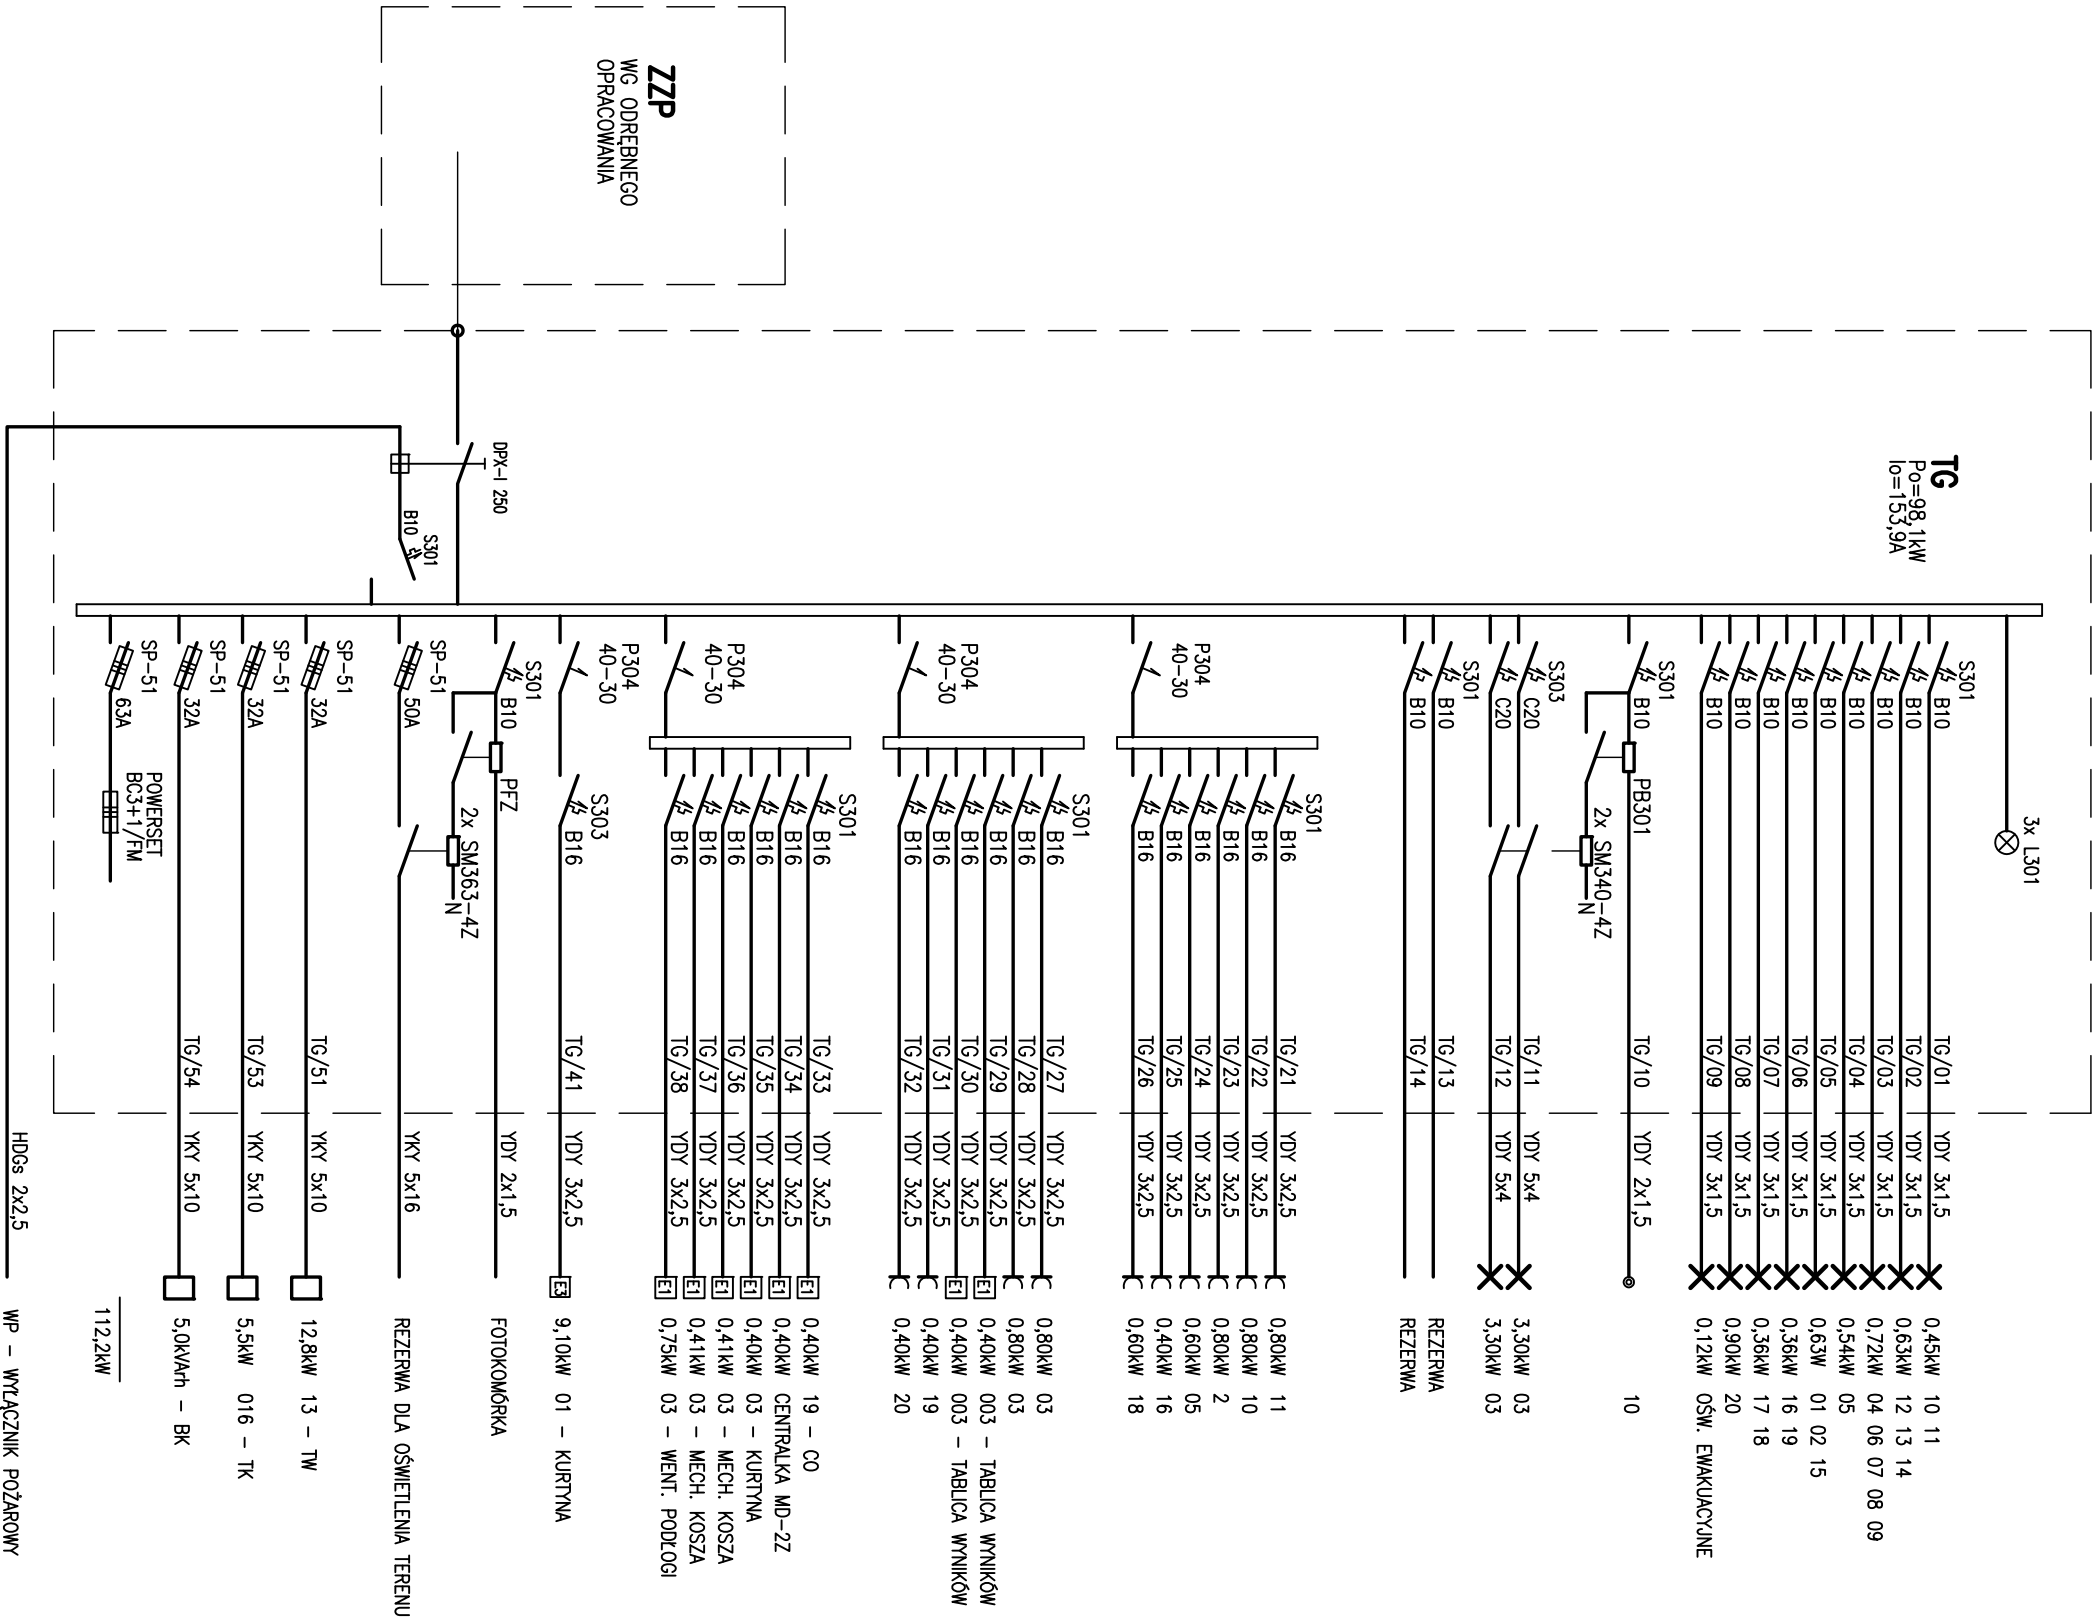 ZZP
WG ODRĘBNEGO
OPRACOWANIA
TG
Po=98,1kW
Io=153,9A
DPX-I 250
S301
B10
3x L301
S301
B10 TG/01 YDY 3x1,5 0,45kW 10 11
B10 TG/02 YDY 3x1,5 0,63kW 12 13 14
B10 TG/03 YDY 3x1,5 0,72kW 04 06 07 08 09
B10 TG/04 YDY 3x1,5 0,54kW 05
B10 TG/05 YDY 3x1,5 0,63W 01 02 15
B10 TG/06 YDY 3x1,5 0,36kW 16 19
B10 TG/07 YDY 3x1,5 0,36kW 17 18
B10 TG/08 YDY 3x1,5 0,90kW 20
B10 TG/09 YDY 3x1,5 0,12kW OŚW. EWAKUACYJNE
S301
B10 PB301 TG/10 YDY 2x1,5 10
2x SM340-4Z
N
S303
C20 TG/11 YDY 5x4 3,30kW 03
C20 TG/12 YDY 5x4 3,30kW 03
S301
B10 TG/13 REZERWA
B10 TG/14 REZERWA
P304
40-30
S301
B16 TG/21 YDY 3x2,5 0,80kW 11
B16 TG/22 YDY 3x2,5 0,80kW 10
B16 TG/23 YDY 3x2,5 0,80kW 2
B16 TG/24 YDY 3x2,5 0,60kW 05
B16 TG/25 YDY 3x2,5 0,40kW 16
B16 TG/26 YDY 3x2,5 0,60kW 18
P304
40-30
S301
B16 TG/27 YDY 3x2,5 0,80kW 03
B16 TG/28 YDY 3x2,5 0,80kW 03
B16 TG/29 YDY 3x2,5 E1 0,40kW 003 - TABLICA WYNIKÓW
B16 TG/30 YDY 3x2,5 E1 0,40kW 003 - TABLICA WYNIKÓW
B16 TG/31 YDY 3x2,5 0,40kW 19
B16 TG/32 YDY 3x2,5 0,40kW 20
P304
40-30
S301
B16 TG/33 YDY 3x2,5 E1 0,40kW 19 - CO
B16 TG/34 YDY 3x2,5 E1 0,40kW CENTRALKA MD-2Z
B16 TG/35 YDY 3x2,5 E1 0,40kW 03 - KURTYNA
B16 TG/36 YDY 3x2,5 E1 0,41kW 03 - MECH. KOSZA
B16 TG/37 YDY 3x2,5 E1 0,41kW 03 - MECH. KOSZA
B16 TG/38 YDY 3x2,5 E1 0,75kW 03 - WENT. PODŁOGI
P304
40-30
S303
B16 TG/41 YDY 3x2,5 E3 9,10kW 01 - KURTYNA
S301
B10 PFZ YDY 2x1,5 FOTOKOMÓRKA
2x SM363-4Z
N
SP-51
50A YKY 5x16 REZERWA DLA OŚWIETLENIA TERENU
SP-51
32A TG/51 YKY 5x10 12,8kW 13 - TW
SP-51
32A TG/53 YKY 5x10 5,5kW 016 - TK
SP-51
32A TG/54 YKY 5x10 5,0kVArh - BK
SP-51
63A
POWERSET
BC3+1/FM
112,2kW
HDGs 2x2,5 WP - WYŁĄCZNIK POŻAROWY